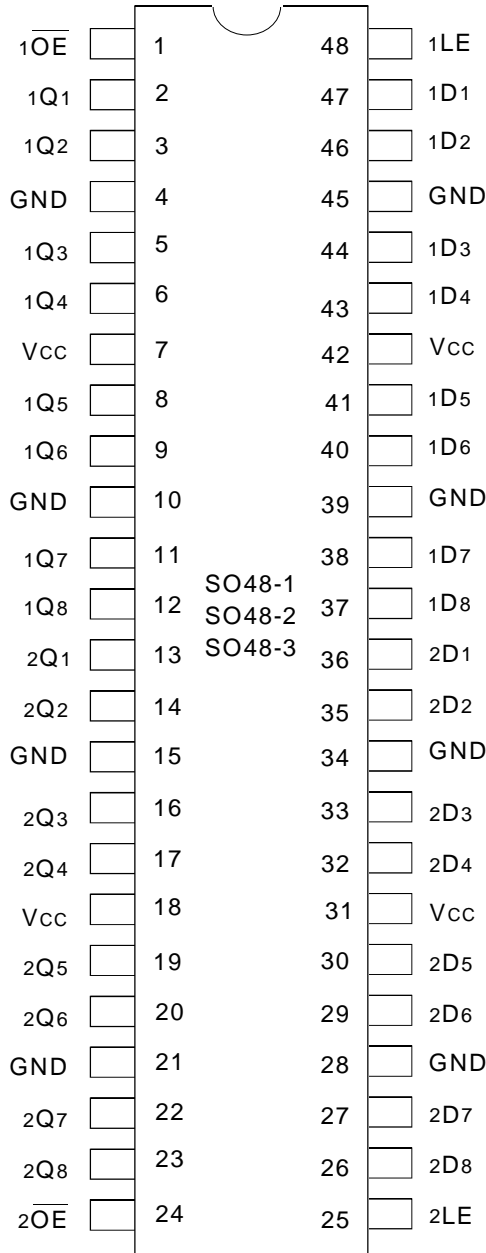 1OE 1 48 1LE
1Q1 2 47 1D1
1Q2 3 46 1D2
GND 4 45 GND
1Q3 5 44 1D3
1Q4 6 43 1D4
Vcc 7 42 Vcc
1Q5 8 41 1D5
1Q6 9 40 1D6
GND 10 39 GND
1Q7 11 38 1D7
SO48-1
1Q8 12 SO48-2 37 1D8
2Q1 13 SO48-3 36 2D1
2Q2 14 35 2D2
GND 15 34 GND
2Q3 16 33 2D3
2Q4 17 32 2D4
Vcc 18 31 Vcc
2Q5 19 30 2D5
2Q6 20 29 2D6
GND 21 28 GND
2Q7 22 27 2D7
2Q8 23 26 2D8
2OE 24 25 2LE